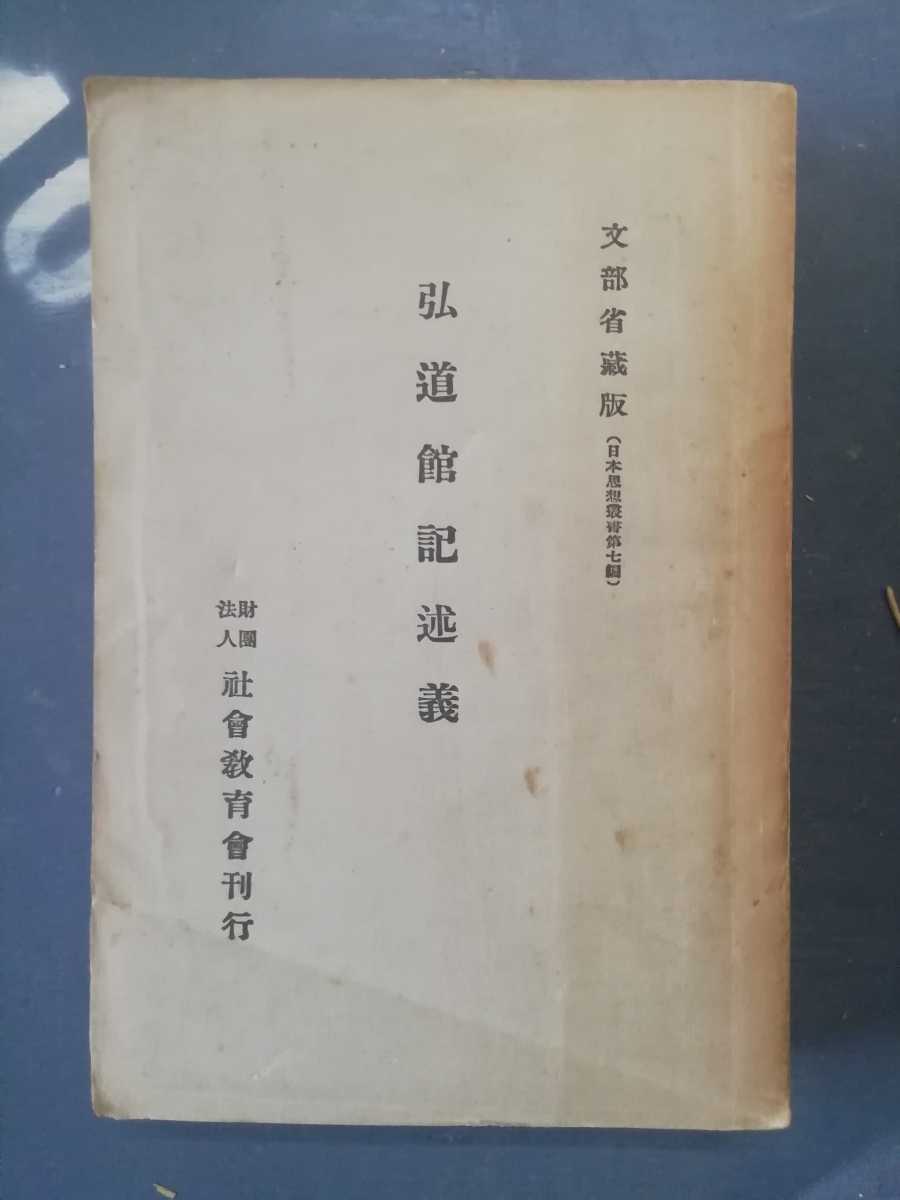 文部省藏版（日本思想叢書第七編）
弘道館記述義
財團法人 社會教育會刊行